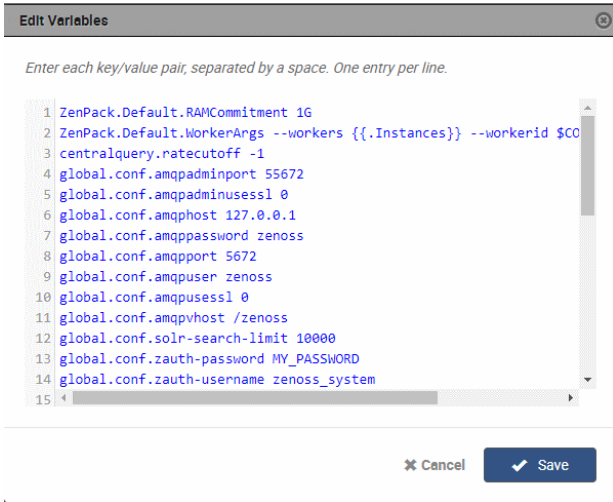 Edit Variables
Enter each key/value pair, separated by a space. One entry per line.
1 ZenPack.Default.RAMCommitment 1G
2 ZenPack.Default.WorkerArgs --workers {{.Instances}} --workerid $CO
3 centralquery.ratecutoff -1
4 global.conf.amqpadminport 55672
5 global.conf.amqpadminusessl 0
6 global.conf.amqphost 127.0.0.1
7 global.conf.amqppassword zenoss
8 global.conf.amqpport 5672
9 global.conf.amqpuser zenoss
10 global.conf.amqpusessl 0
11 global.conf.amqpvhost /zenoss
12 global.conf.solr-search-limit 10000
13 global.conf.zauth-password MY_PASSWORD
14 global.conf.zauth-username zenoss_system
15
Cancel Save